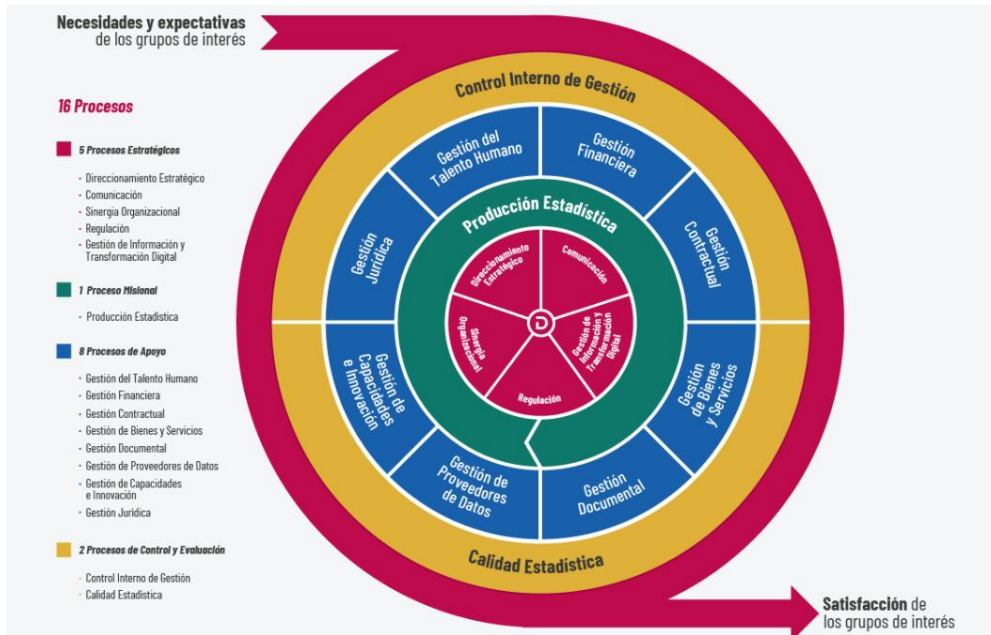 Necesidades y expectativas
de los grupos de interés
16 Procesos
5 Procesos Estratégicos
· Direccionamiento Estratégico
· Comunicación
· Sinergia Organizacional
· Regulación
· Gestión de Información y
Transformación Digital
1 Proceso Misional
· Producción Estadística
8 Procesos de Apoyo
· Gestión del Talento Humano
· Gestión Financiera
· Gestión Contractual
· Gestión de Bienes y Servicios
· Gestión Documental
· Gestión de Proveedores de Datos
· Gestión de Capacidades
e Innovación
· Gestión Jurídica
2 Procesos de Control y Evaluación
· Control Interno de Gestión
· Calidad Estadística
Control Interno de Gestión
Gestión del
Talento Humano
Gestión
Financiera
Gestión
Contractual
Gestión
de Bienes
y Servicios
Gestión
Documental
Gestión de
Proveedores
de Datos
Gestión de
Capacidades
e Innovación
Gestión
Jurídica
Producción Estadística
Direccionamiento
Estratégico
Comunicación
Gestión de
Información y
Transformación
Digital
Regulación
Sinergia
Organizacional
D
Calidad Estadística
Satisfacción de
los grupos de interés